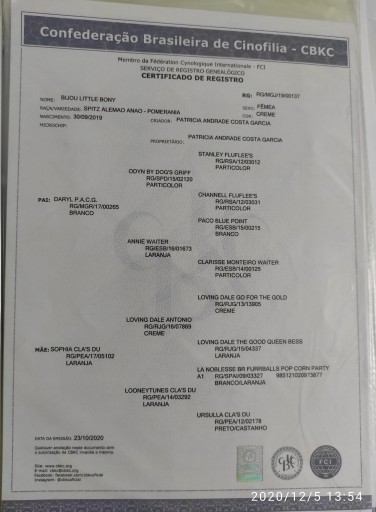 Confederação Brasileira de Cinofilia - CBKC
Membro da Fédération Cynologique Internationale - FCI
SERVIÇO DE REGISTRO GENEALÓGICO
CERTIFICADO DE REGISTRO
NOME: BIJOU LITTLE BONY
RG: RG/MGJ/19/00137
RAÇA/VARIEDADE: SPITZ ALEMAO ANAO - POMERANIA
SEXO: FÊMEA
NASCIMENTO: 30/09/2019
CRIADOR: PATRICIA ANDRADE COSTA GARCIA
COR: CREME
MICROCHIP:
PROPRIETÁRIO: PATRICIA ANDRADE COSTA GARCIA
STANLEY FLUFLEE'S
RG/RSA/12/03012
PARTICOLOR
ODYN BY DOG'S GRIFF
RG/SPD/15/02120
PARTICOLOR
CHANNELL FLUFLEE'S
RG/RSA/12/03031
PARTICOLOR
PAI: DARYL P.A.C.G.
RG/MGR/17/00265
BRANCO
PACO BLUE POINT
RG/ESB/15/00215
BRANCO
ANNIE WAITER
RG/ESB/16/01673
LARANJA
CLARISSE MONTEIRO WAITER
RG/ESB/14/00325
PARTICOLOR
LOVING DALE GO FOR THE GOLD
RG/RJG/13/13905
CREME
LOVING DALE ANTONIO
RG/RJG/16/07869
CREME
LOVING DALE THE GOOD QUEEN BESS
RG/RJG/15/04337
LARANJA
MÃE: SOPHIA CLA'S DU
RG/PEA/17/05102
LARANJA
LA NOBLESSE BR FURRBALLS POP CORN PARTY
A1 RG/SPA/09/03327 985121020973877
BRANCO/LARANJA
LOONEYTUNES CLA'S DU
RG/PEA/14/03292
LARANJA
URSULLA CLA'S DU
RG/PEA/12/02178
PRETO/CASTANHO
DATA DA EMISSÃO: 23/10/2020
Qualquer anotação neste documento sem
a autorização da CBKC, invalida o mesmo.
Site: www.cbkc.org
E-mail: cbkc@cbkc.org
Facebook: facebook.com/cbkcoficial
Instagram: @cbkcoficial
FCI
2020/12/5 13:54